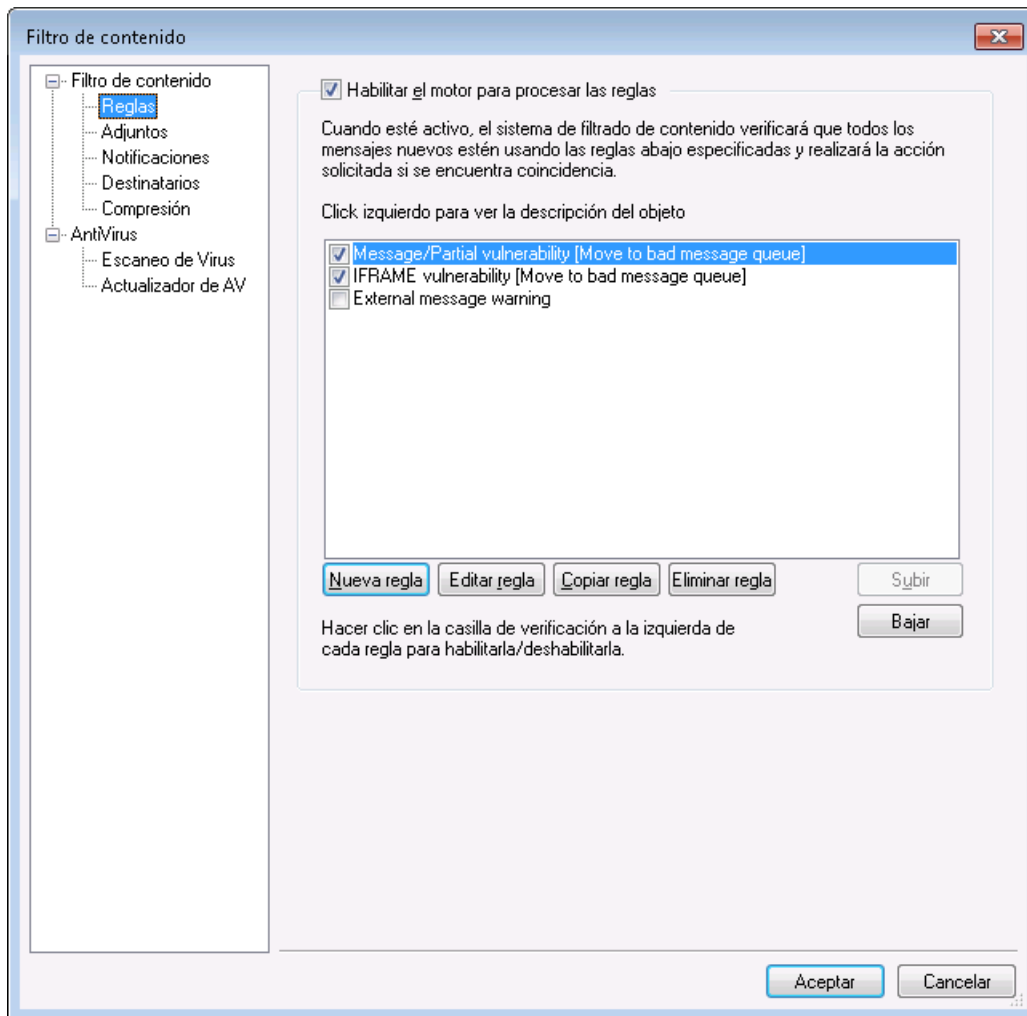 Filtro de contenido
Filtro de contenido
Reglas
Adjuntos
Notificaciones
Destinatarios
Compresión
AntiVirus
Escaneo de Virus
Actualizador de AV
Habilitar el motor para procesar las reglas
Cuando esté activo, el sistema de filtrado de contenido verificará que todos los
mensajes nuevos estén usando las reglas abajo especificadas y realizará la acción
solicitada si se encuentra coincidencia.
Click izquierdo para ver la descripción del objeto
Message/Partial vulnerability [Move to bad message queue]
IFRAME vulnerability [Move to bad message queue]
External message warning
Nueva regla Editar regla Copiar regla Eliminar regla Subir
Bajar
Hacer clic en la casilla de verificación a la izquierda de
cada regla para habilitarla/deshabilitarla.
Aceptar Cancelar